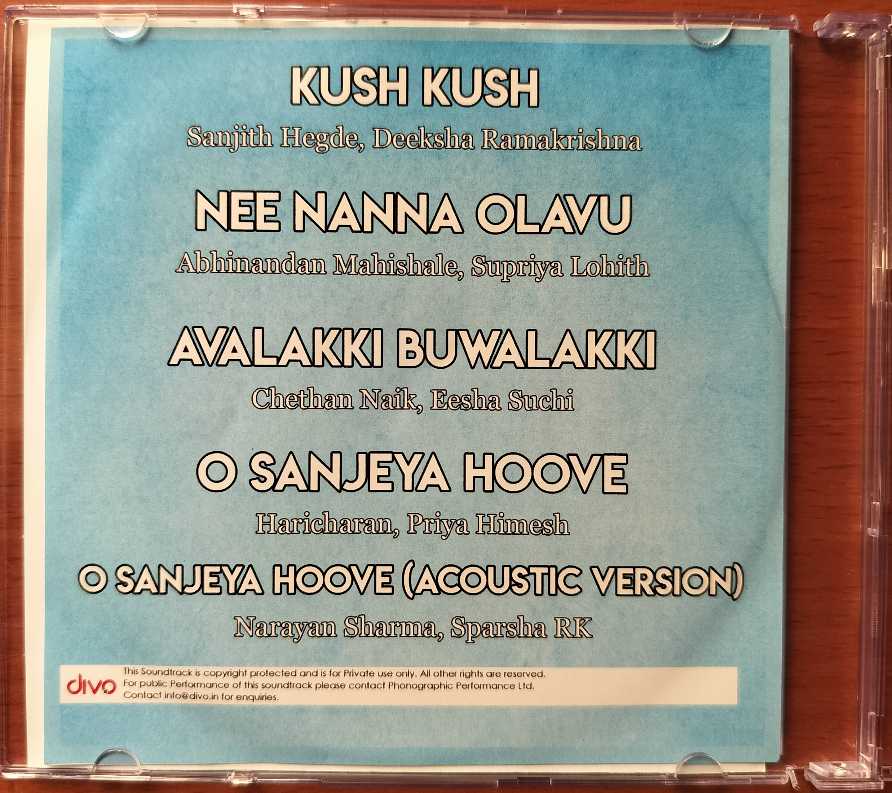 KUSH KUSH
Sanjith Hegde, Deeksha Ramakrishna
NEE NANNA OLAVU
Abhinandan Mahishale, Supriya Lohith
AVALAKKI BUWALAKKI
Chethan Naik, Eesha Suchi
O SANJEYA HOOVE
Haricharan, Priya Himesh
O SANJEYA HOOVE (ACOUSTIC VERSION)
Narayan Sharma, Sparsha RK
divo
This Soundtrack is copyright protected and is for Private use only. All other rights are reserved.
For public Performance of this soundtrack please contact Phonographic Performance Ltd.
Contact info@divo.in for enquiries.